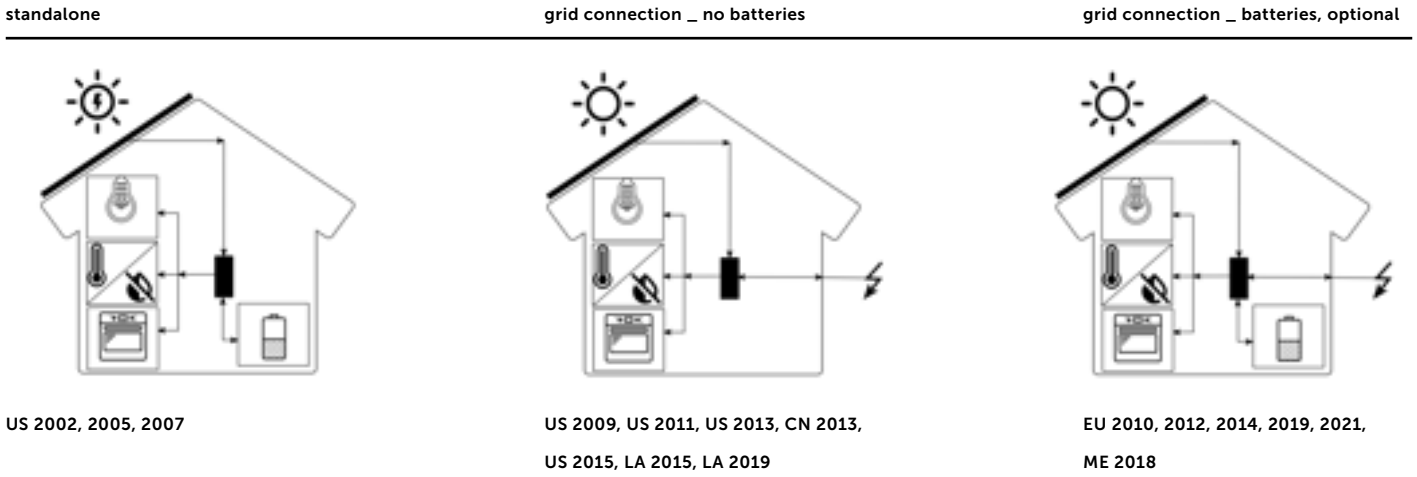 standalone
grid connection _ no batteries
grid connection _ batteries, optional
US 2002, 2005, 2007
US 2009, US 2011, US 2013, CN 2013,
US 2015, LA 2015, LA 2019
EU 2010, 2012, 2014, 2019, 2021,
ME 2018